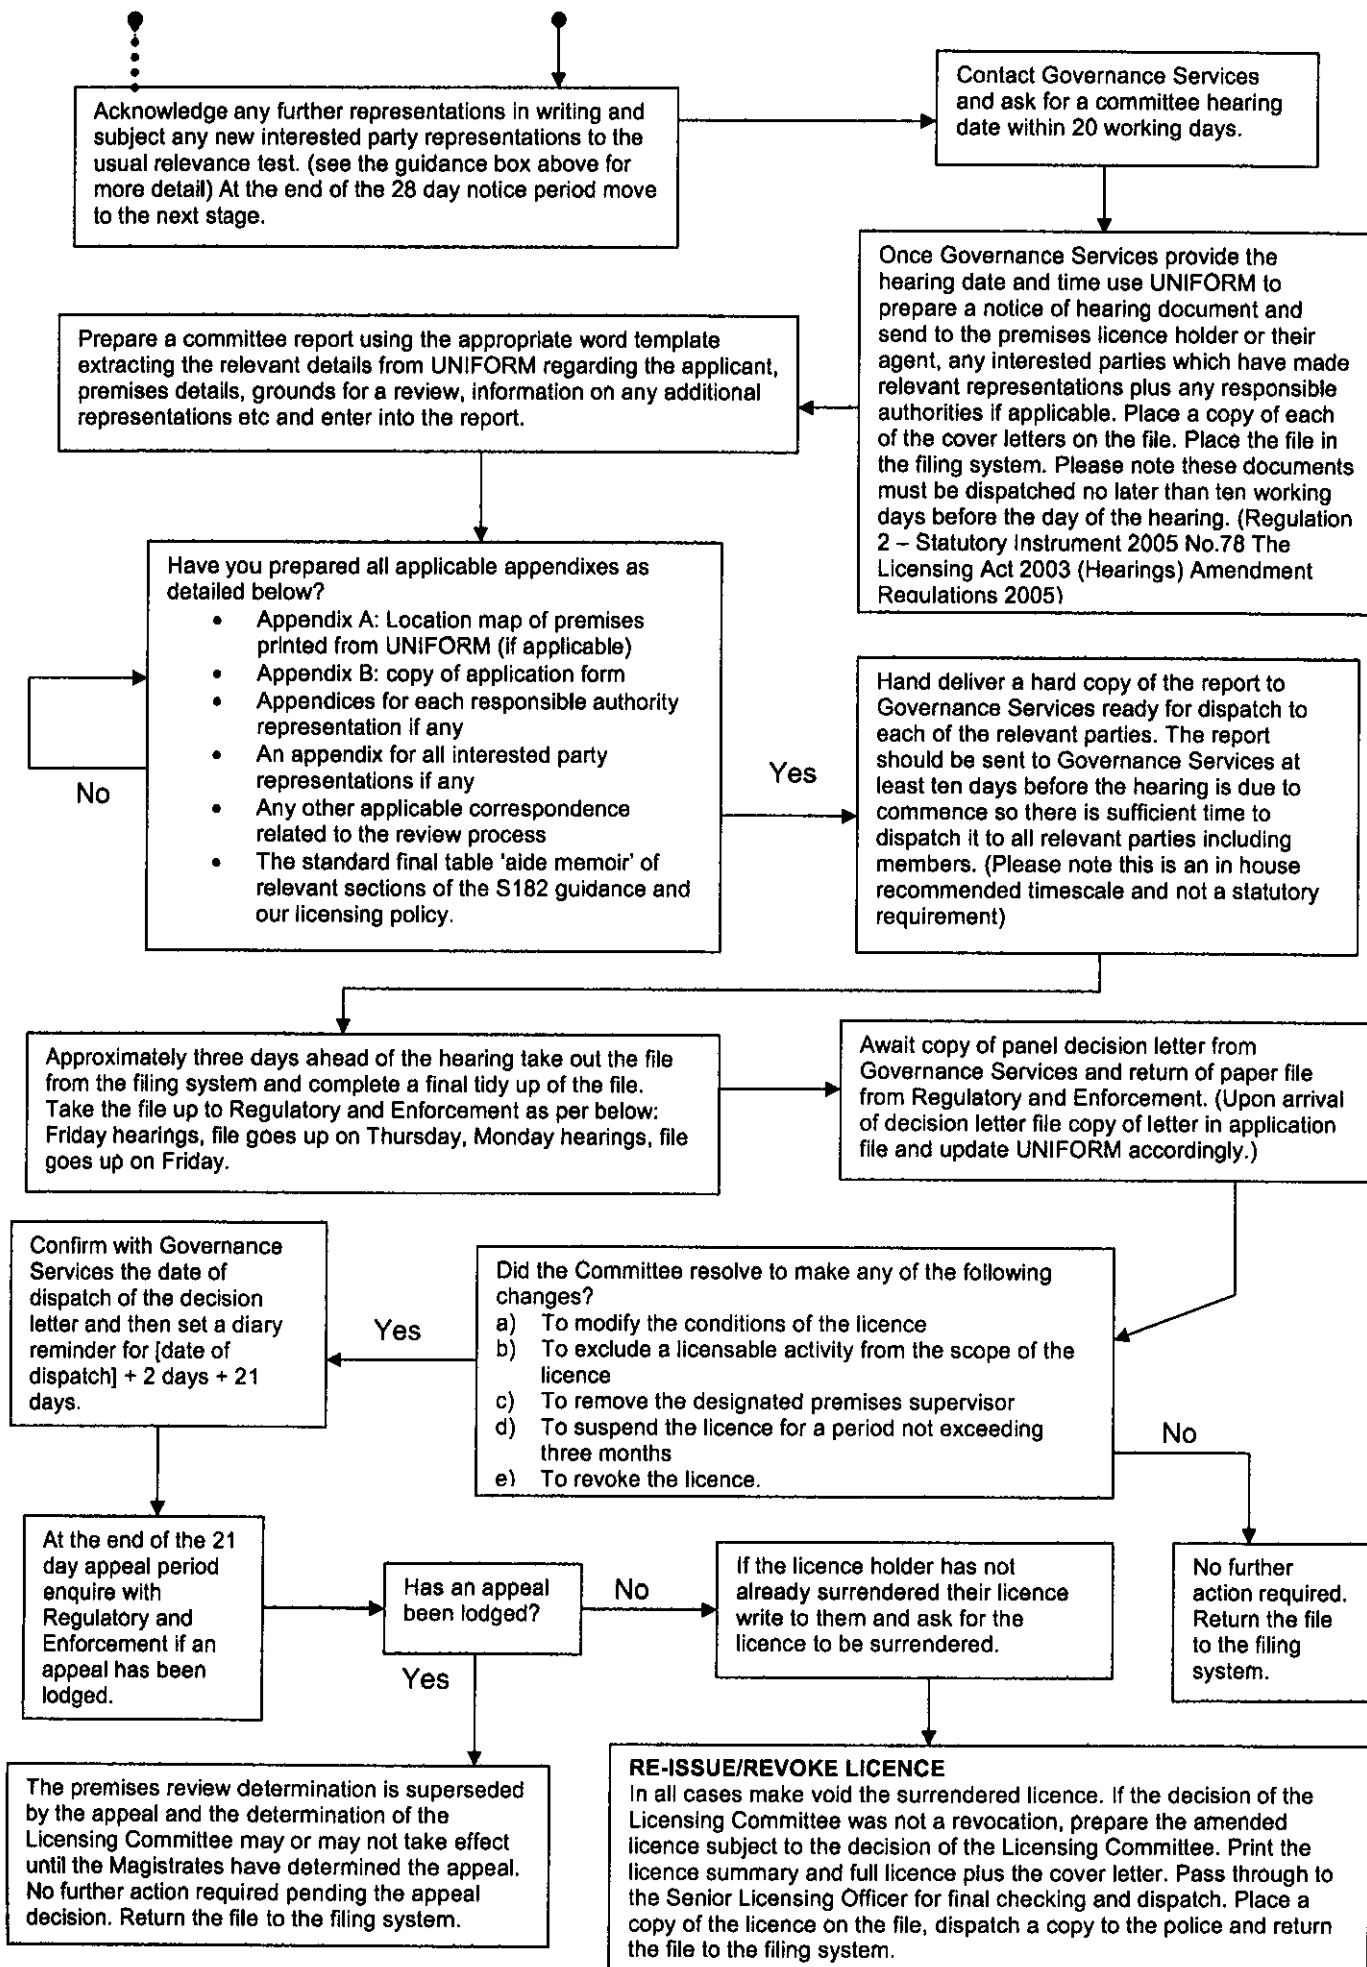 Acknowledge any further representations in writing and
subject any new interested party representations to the
usual relevance test. (see the guidance box above for
more detail) At the end of the 28 day notice period move
to the next stage.
Contact Governance Services
and ask for a committee hearing
date within 20 working days.
Once Governance Services provide the
hearing date and time use UNIFORM to
prepare a notice of hearing document and
send to the premises licence holder or their
agent, any interested parties which have made
relevant representations plus any responsible
authorities if applicable. Place a copy of each
of the cover letters on the file. Place the file in
the filing system. Please note these documents
must be dispatched no later than ten working
days before the day of the hearing. (Regulation
2 – Statutory Instrument 2005 No.78 The
Licensing Act 2003 (Hearings) Amendment
Regulations 2005)
Prepare a committee report using the appropriate word template
extracting the relevant details from UNIFORM regarding the applicant,
premises details, grounds for a review, information on any additional
representations etc and enter into the report.
Have you prepared all applicable appendixes as
detailed below?
• Appendix A: Location map of premises
printed from UNIFORM (if applicable)
• Appendix B: copy of application form
• Appendices for each responsible authority
representation if any
• An appendix for all interested party
representations if any
• Any other applicable correspondence
related to the review process
• The standard final table 'aide memoir' of
relevant sections of the S182 guidance and
our licensing policy.
No
Yes
Hand deliver a hard copy of the report to
Governance Services ready for dispatch to
each of the relevant parties. The report
should be sent to Governance Services at
least ten days before the hearing is due to
commence so there is sufficient time to
dispatch it to all relevant parties including
members. (Please note this is an in house
recommended timescale and not a statutory
requirement)
Approximately three days ahead of the hearing take out the file
from the filing system and complete a final tidy up of the file.
Take the file up to Regulatory and Enforcement as per below:
Friday hearings, file goes up on Thursday, Monday hearings, file
goes up on Friday.
Await copy of panel decision letter from
Governance Services and return of paper file
from Regulatory and Enforcement. (Upon arrival
of decision letter file copy of letter in application
file and update UNIFORM accordingly.)
Did the Committee resolve to make any of the following
changes?
a) To modify the conditions of the licence
b) To exclude a licensable activity from the scope of the
licence
c) To remove the designated premises supervisor
d) To suspend the licence for a period not exceeding
three months
e) To revoke the licence.
Yes
No
Confirm with Governance
Services the date of
dispatch of the decision
letter and then set a diary
reminder for [date of
dispatch] + 2 days + 21
days.
At the end of the 21
day appeal period
enquire with
Regulatory and
Enforcement if an
appeal has been
lodged.
Has an appeal
been lodged?
No
Yes
If the licence holder has not
already surrendered their licence
write to them and ask for the
licence to be surrendered.
No further
action required.
Return the file
to the filing
system.
The premises review determination is superseded
by the appeal and the determination of the
Licensing Committee may or may not take effect
until the Magistrates have determined the appeal.
No further action required pending the appeal
decision. Return the file to the filing system.
RE-ISSUE/REVOKE LICENCE
In all cases make void the surrendered licence. If the decision of the
Licensing Committee was not a revocation, prepare the amended
licence subject to the decision of the Licensing Committee. Print the
licence summary and full licence plus the cover letter. Pass through to
the Senior Licensing Officer for final checking and dispatch. Place a
copy of the licence on the file, dispatch a copy to the police and return
the file to the filing system.